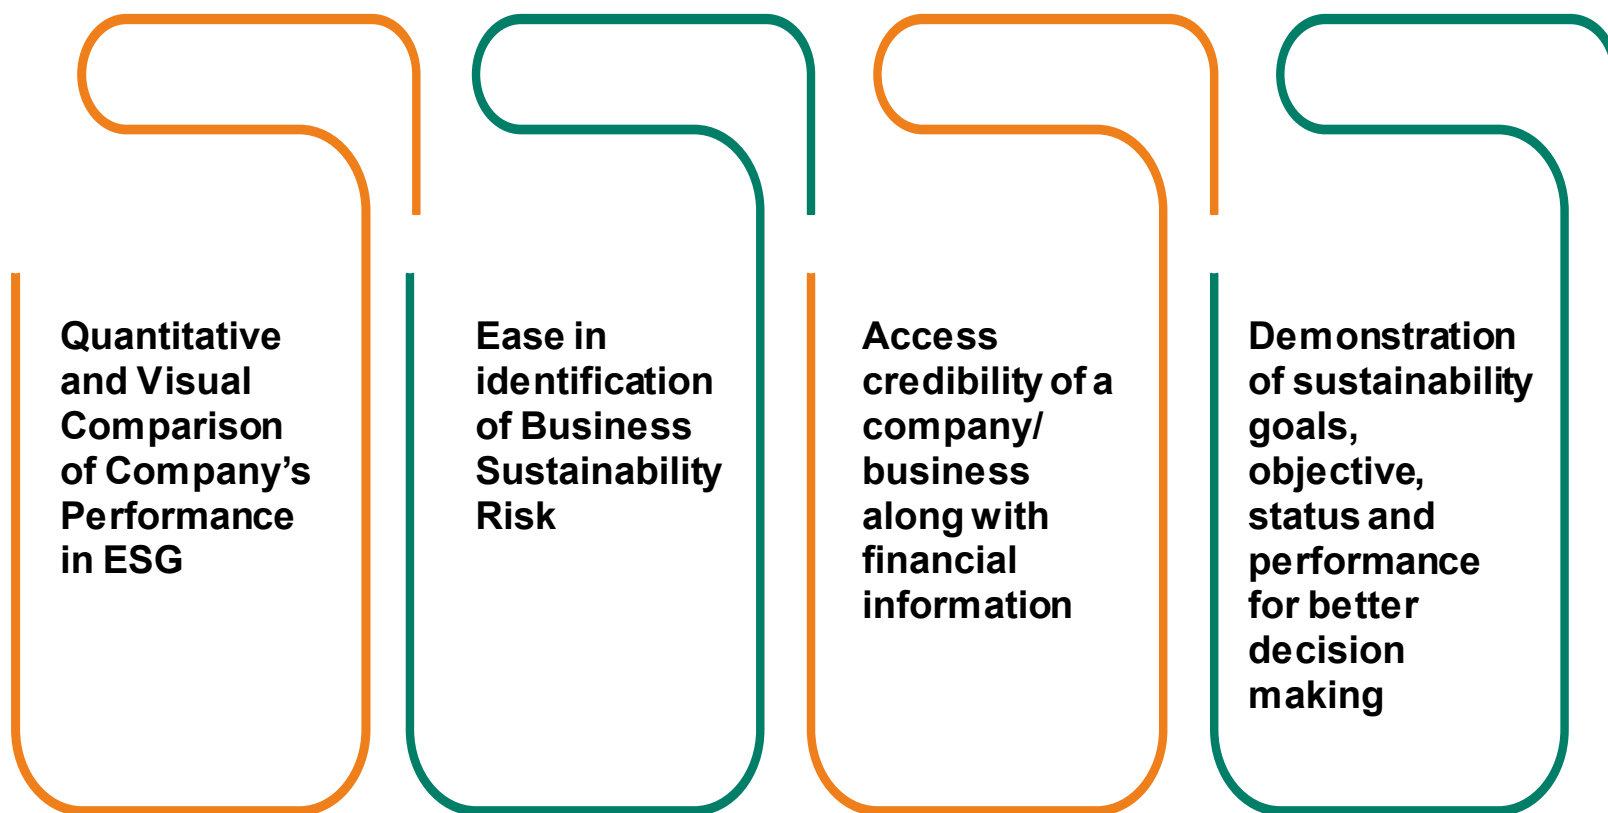 Quantitative
and Visual
Comparison
of Company’s
Performance
in ESG
Ease in
identification
of Business
Sustainability
Risk
Access
credibility of a
company/
business
along with
financial
information
Demonstration
of sustainability
goals,
objective,
status and
performance
for better
decision
making